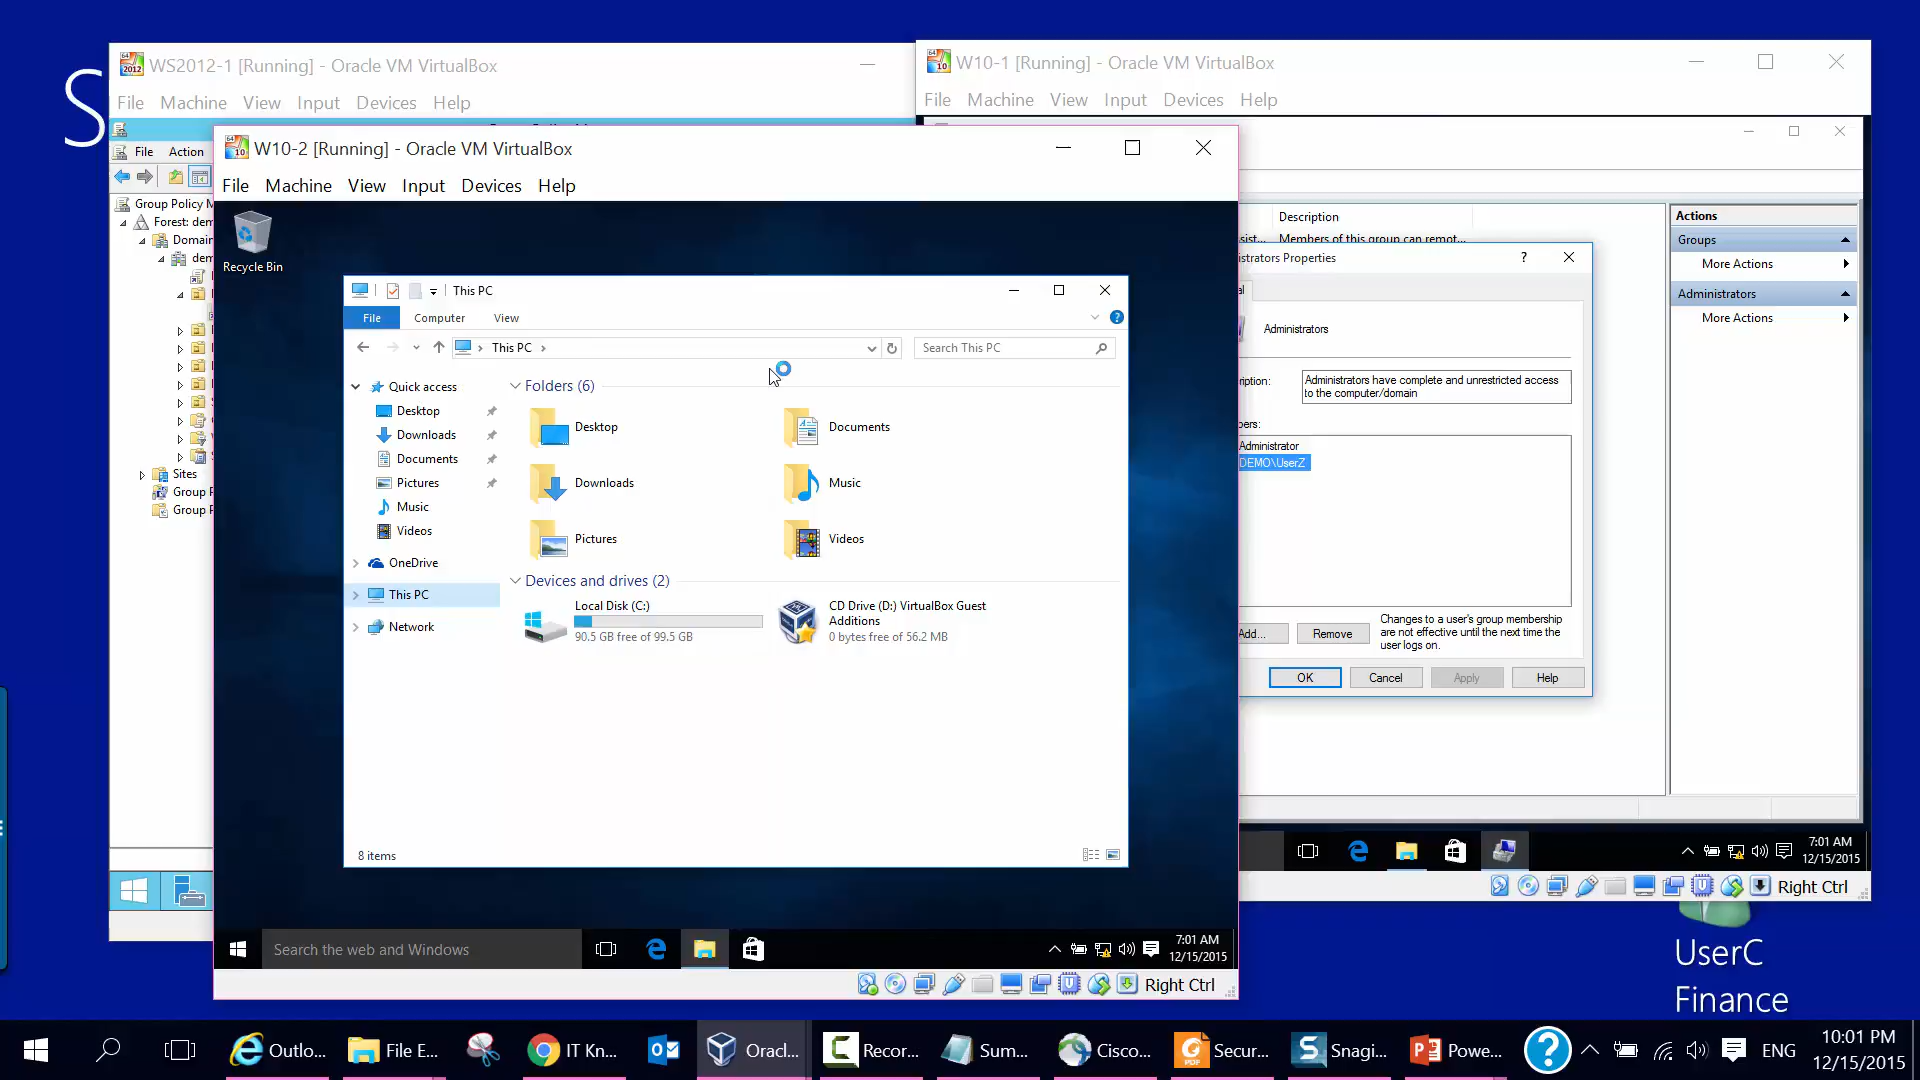 S
WS2012-1 [Running] - Oracle VM VirtualBox
File Machine View Input Devices Help
File Action
Group Policy M
Forest: dem
Domain
dem
Sites
Group P
Group P
W10-1 [Running] - Oracle VM VirtualBox
File Machine View Input Devices Help
Description
sist... Members of this group can remot...
istrators Properties
Administrators
ription:
Administrators have complete and unrestricted access
to the computer/domain
bers:
Administrator
DEMO\UserZ
Add...
Remove
Changes to a user's group membership
are not effective until the next time the
user logs on.
OK
Cancel
Apply
Help
Actions
Groups
More Actions
Administrators
More Actions
7:01 AM
12/15/2015
Right Ctrl
W10-2 [Running] - Oracle VM VirtualBox
File Machine View Input Devices Help
Recycle Bin
This PC
File Computer View
This PC
Search This PC
Quick access
Desktop
Downloads
Documents
Pictures
Music
Videos
OneDrive
This PC
Network
Folders (6)
Desktop
Documents
Downloads
Music
Pictures
Videos
Devices and drives (2)
Local Disk (C:)
90.5 GB free of 99.5 GB
CD Drive (D:) VirtualBox Guest
Additions
0 bytes free of 56.2 MB
8 items
Search the web and Windows
7:01 AM
12/15/2015
Right Ctrl
UserC
Finance
Outlo...
File E...
IT Kn...
Oracl...
Recor...
Sum...
Cisco...
Secur...
Snagi...
Powe...
ENG
10:01 PM
12/15/2015